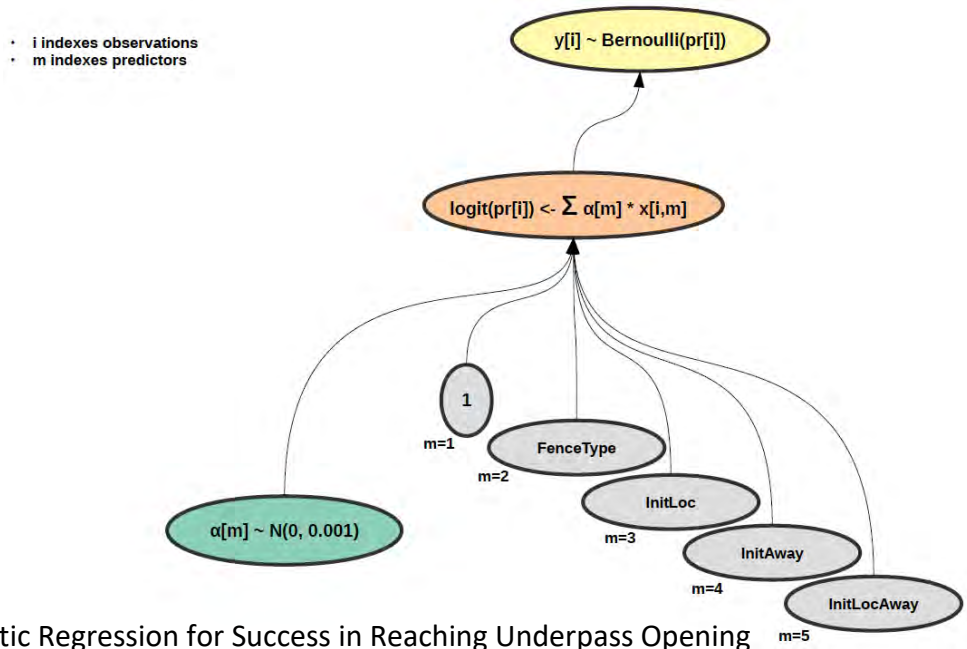 · i indexes observations
· m indexes predictors
y[i] ~ Bernoulli(pr[i])
logit(pr[i]) <- Σ α[m] * x[i,m]
1
m=1
FenceType
m=2
InitLoc
m=3
α[m] ~ N(0, 0.001)
InitAway
m=4
InitLocAway
m=5
tic Regression for Success in Reaching Underpass Opening